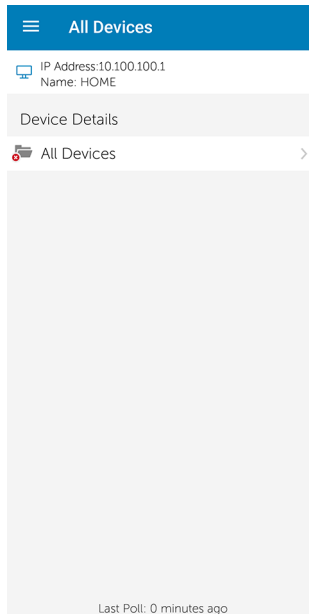 All Devices
IP Address:10.100.100.1
Name: HOME
Device Details
All Devices
Last Poll: 0 minutes ago